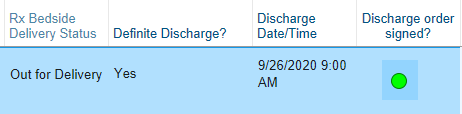 Rx Bedside
Delivery Status
Definite Discharge?
Discharge
Date/Time
Discharge order
signed?
Out for Delivery
Yes
9/26/2020 9:00
AM